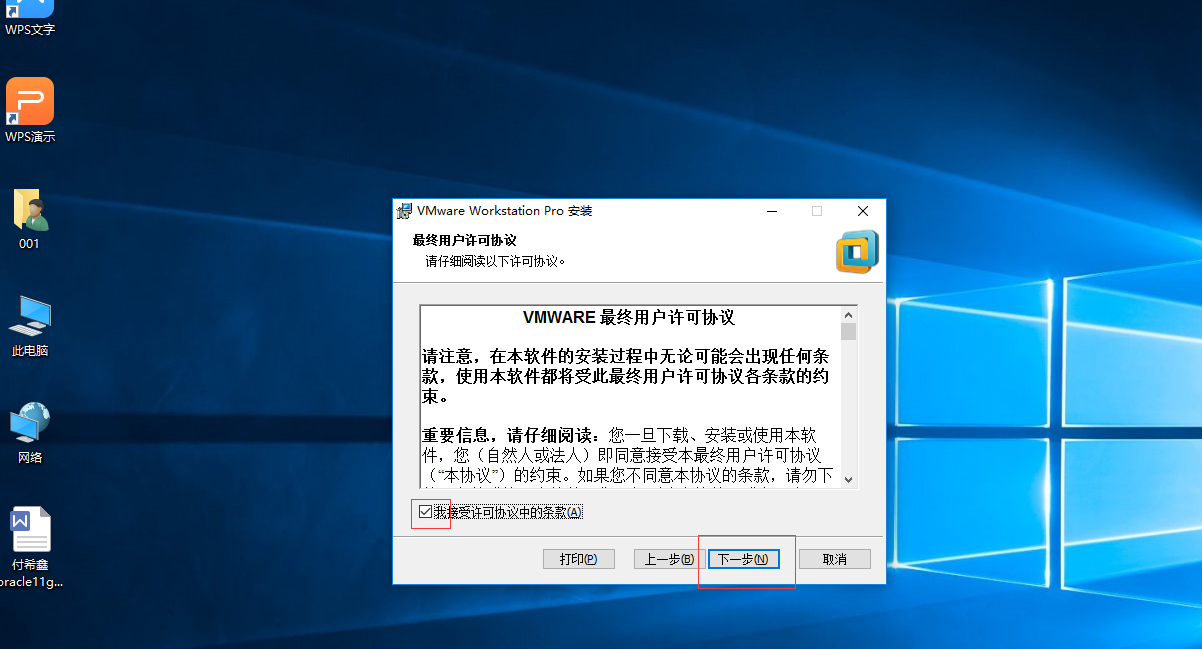 WPS文字
WPS演示
001
此电脑
网络
付希鑫
oracle11g...
VMware Workstation Pro 安装
最终用户许可协议
请仔细阅读以下许可协议。
VMWARE 最终用户许可协议
请注意，在本软件的安装过程中无论可能会出现任何条
款，使用本软件都将受此最终用户许可协议各条款的约
束。
重要信息，请仔细阅读：您一旦下载、安装或使用本软
件，您（自然人或法人）即同意接受本最终用户许可协议
（“本协议”）的约束。如果您不同意本协议的条款，请勿下
我接受许可协议中的条款(A)
打印(P)
上一步(B)
下一步(N)
取消